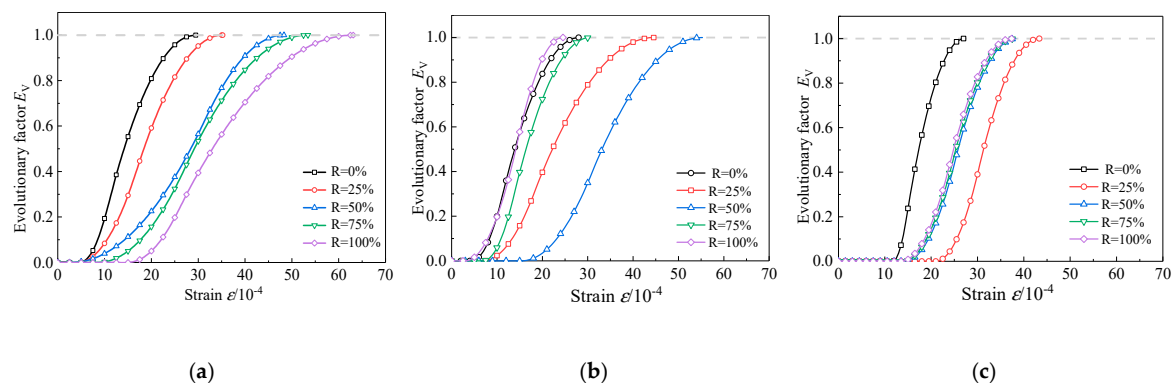 1.0
0.8
0.6
0.4
0.2
0.0
Evolutionary factor E_V
0 10 20 30 40 50 60 70
Strain ε/10⁻⁴
R=0%
R=25%
R=50%
R=75%
R=100%
(a)
1.0
0.8
0.6
0.4
0.2
0.0
Evolutionary factor E_V
0 10 20 30 40 50 60 70
Strain ε/10⁻⁴
R=0%
R=25%
R=50%
R=75%
R=100%
(b)
1.0
0.8
0.6
0.4
0.2
0.0
Evolutionary factor E_V
0 10 20 30 40 50 60 70
Strain ε/10⁻⁴
R=0%
R=25%
R=50%
R=75%
R=100%
(c)